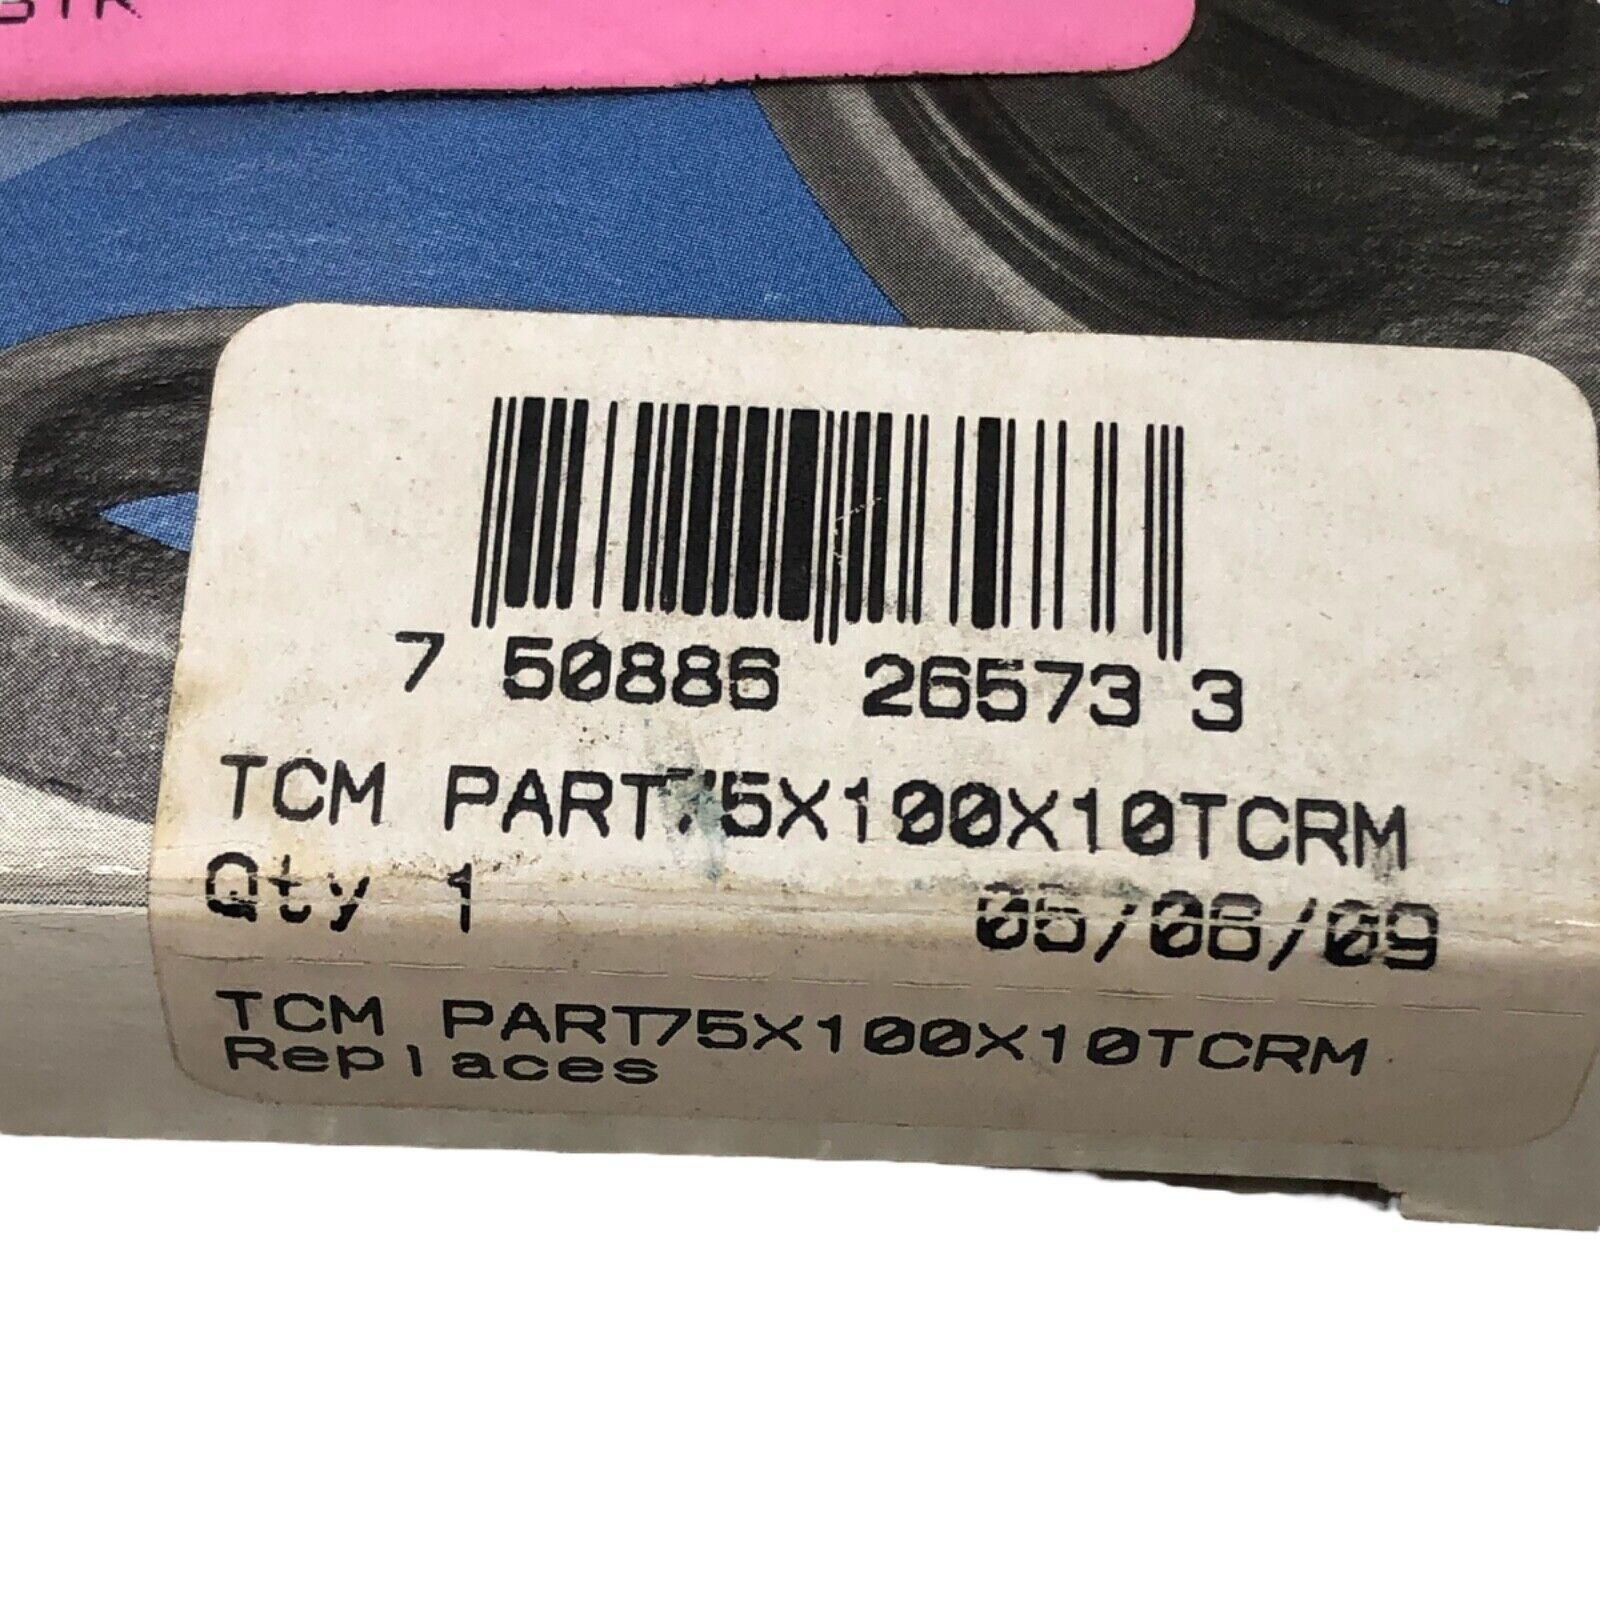 7 50886 26573 3
TCM PART75X100X10TCRM
Qty 1 05/08/09
TCM PART75X100X10TCRM
Replaces